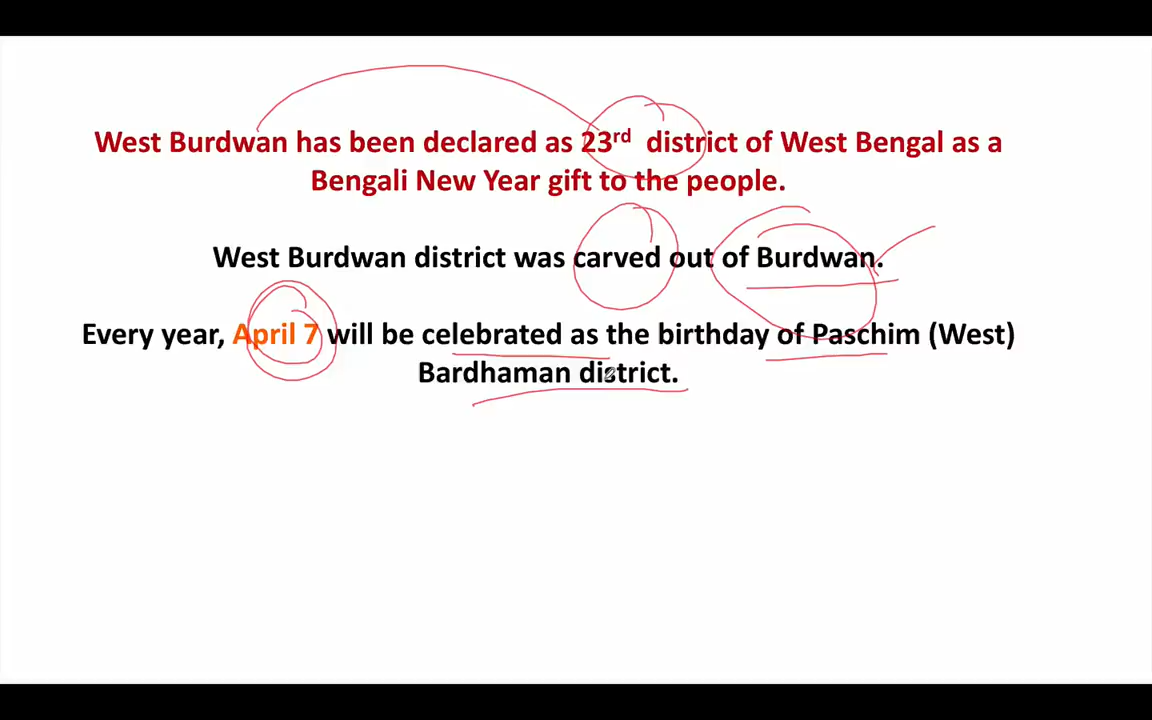 West Burdwan has been declared as 23rd district of West Bengal as a
Bengali New Year gift to the people.
West Burdwan district was carved out of Burdwan.
Every year, April 7 will be celebrated as the birthday of Paschim (West)
Bardhaman district.